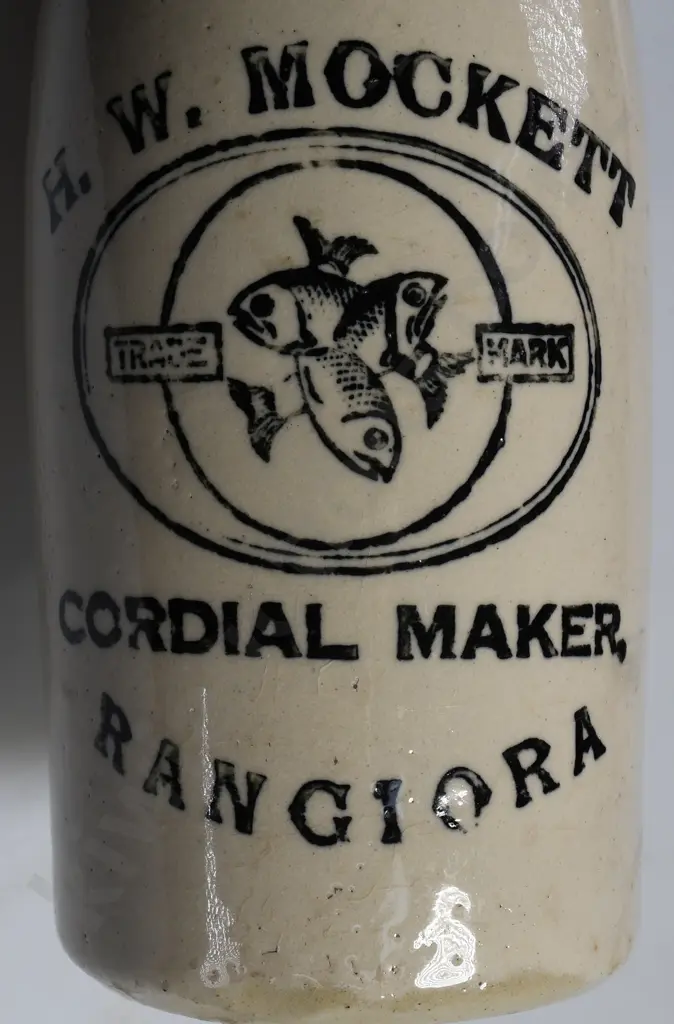 H. W. MOCKETT
TRADE MARK
CORDIAL MAKER,
RANGIORA